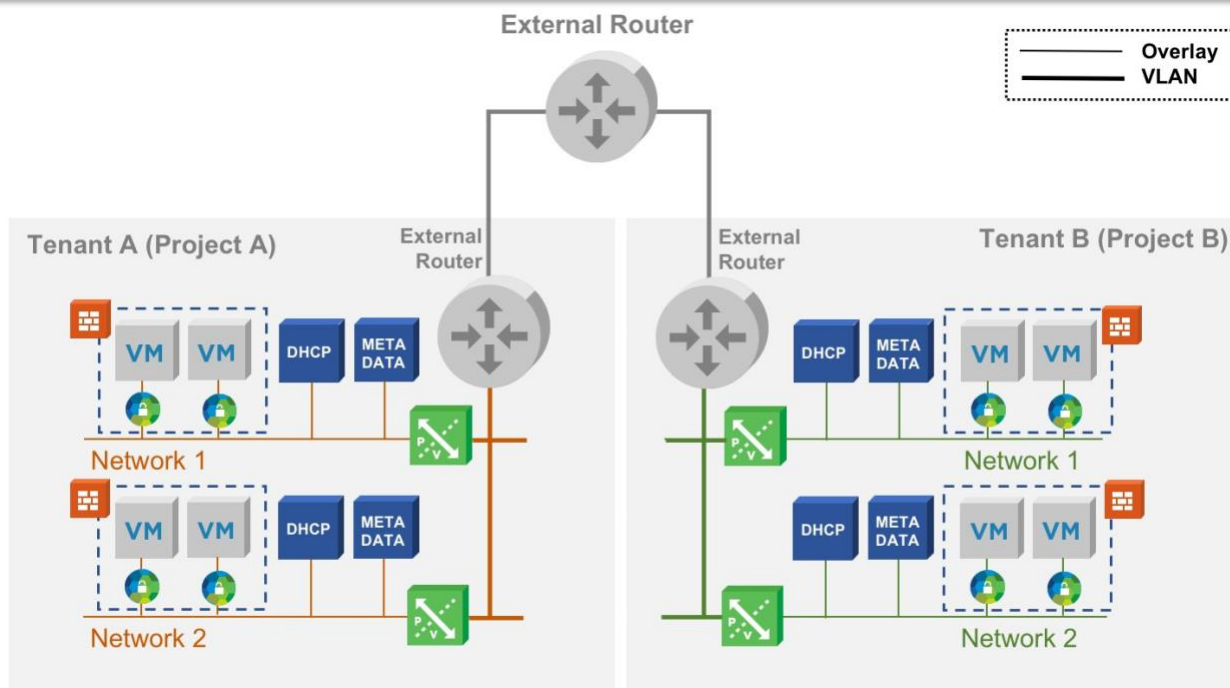 External Router
Overlay
VLAN
Tenant A (Project A)
External
Router
VM
VM
DHCP
META
DATA
P
V
Network 1
VM
VM
DHCP
META
DATA
P
V
Network 2
External
Router
Tenant B (Project B)
DHCP
META
DATA
VM
VM
P
V
Network 1
DHCP
META
DATA
VM
VM
P
V
Network 2